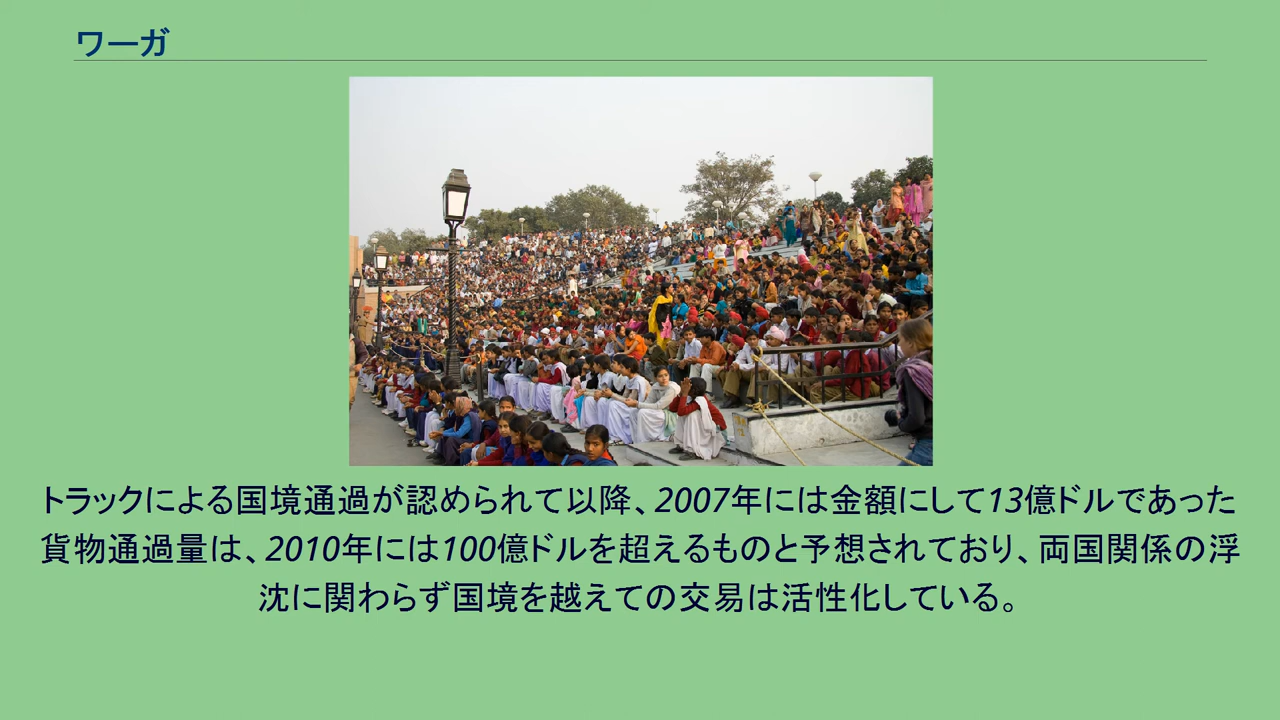 ワーガ
トラックによる国境通過が認められて以降、2007年には金額にして13億ドルであった
貨物通過量は、2010年には100億ドルを超えるものと予想されており、両国関係の浮
沈に関わらず国境を越えての交易は活性化している。